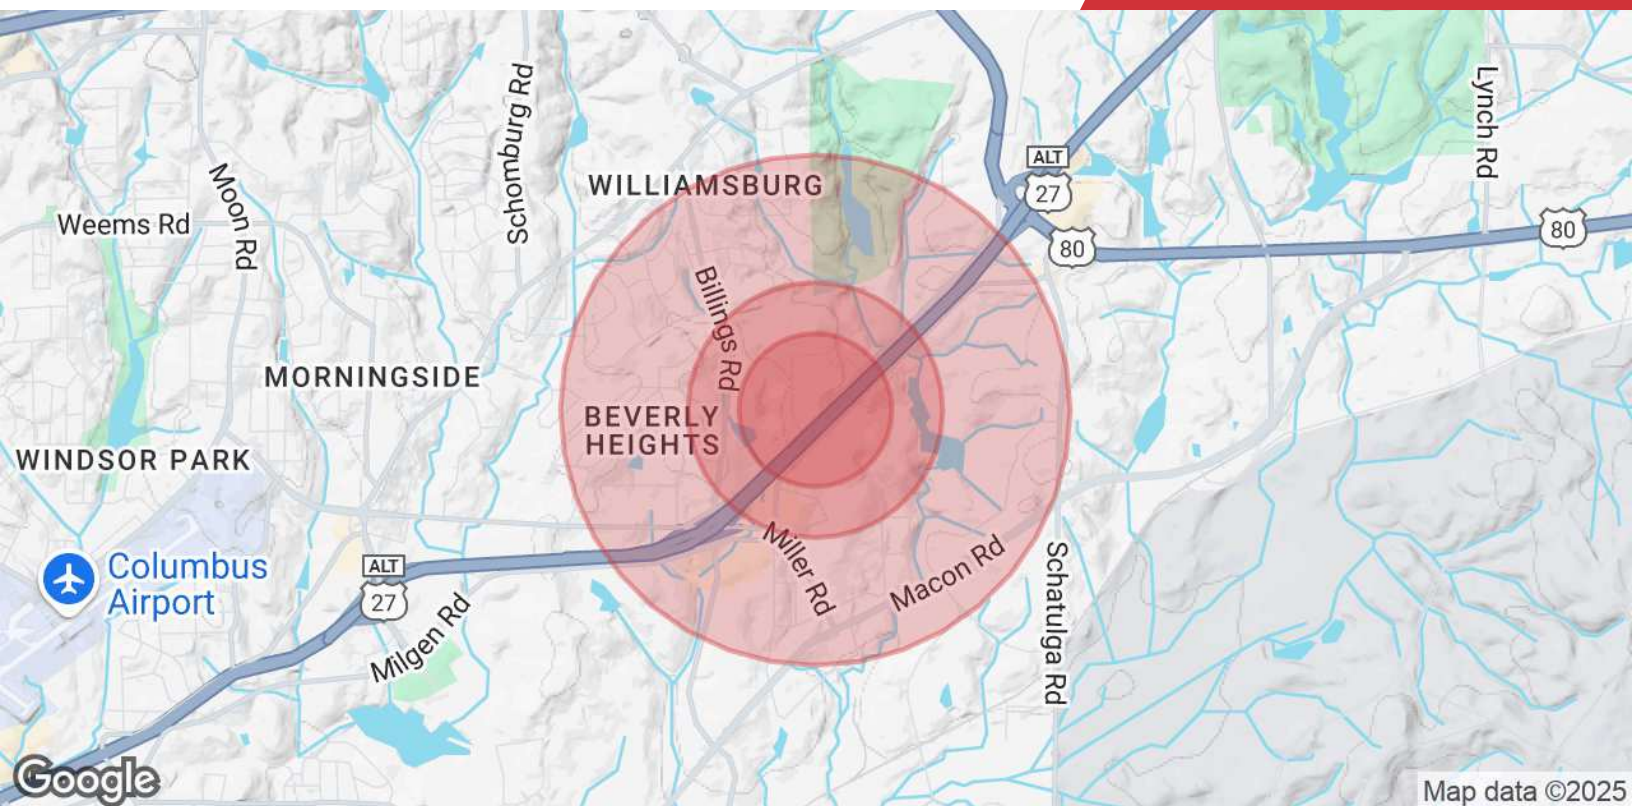 Lynch Rd
Schomburg Rd
ALT
27
WILLIAMSBURG
Moon Rd
Weems Rd
80
80
Billings Rd
MORNINGSIDE
BEVERLY
HEIGHTS
WINDSOR PARK
Miller Rd
Macon Rd
Schatulga Rd
Columbus
Airport
ALT
27
Milgen Rd
Google
Map data ©2025